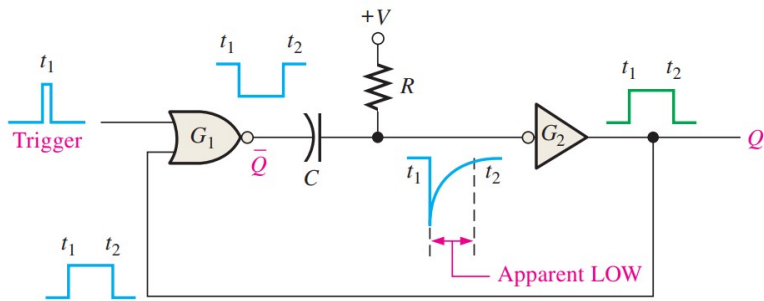 +V
t1 t2
t1
R
t1 t2
G1
G2
Trigger
Q̅
C
Q
t1 t2
t1 t2
Apparent LOW